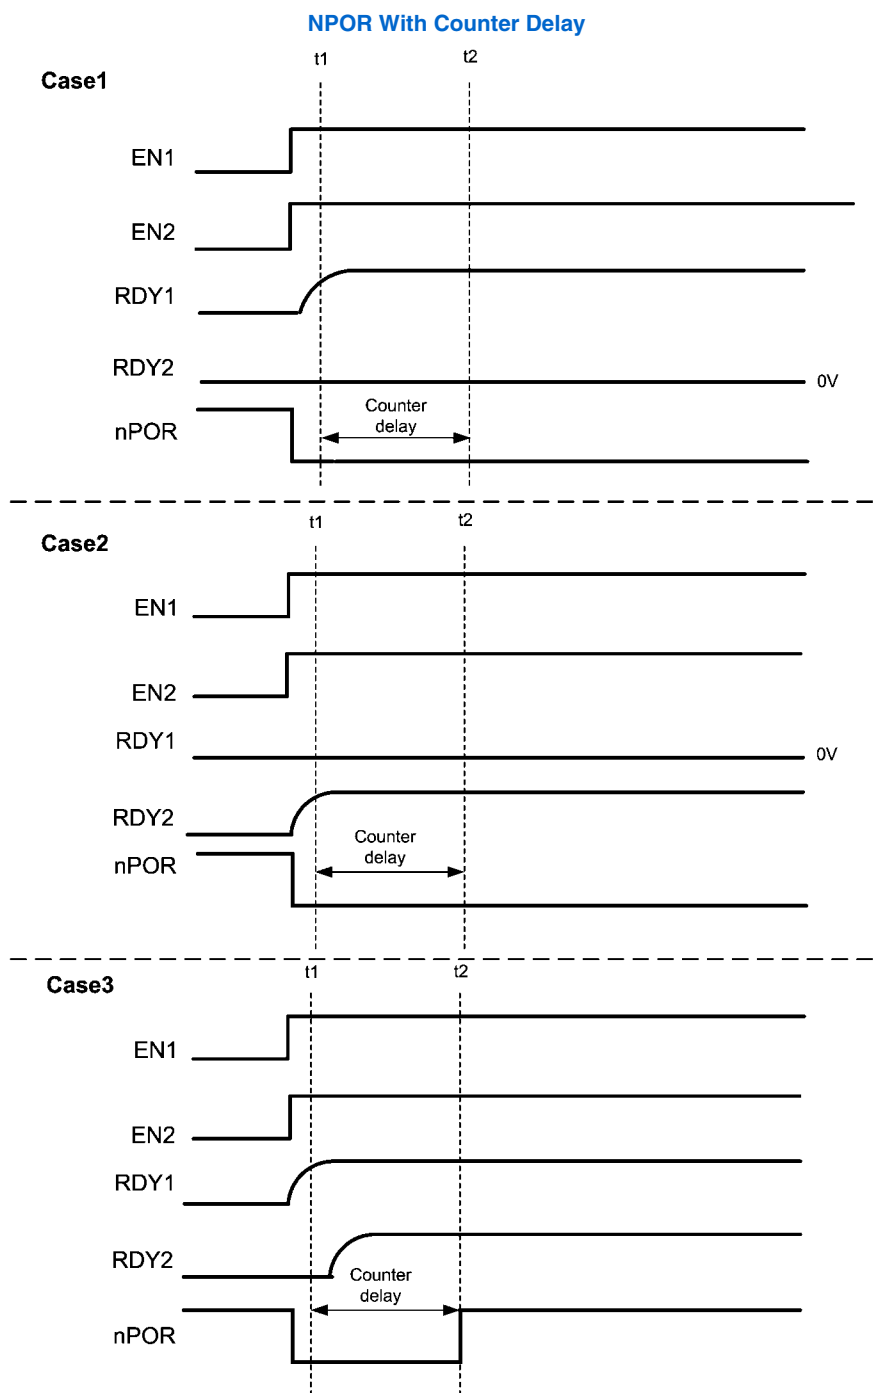 NPOR With Counter Delay
t1 t2
Case1
EN1
EN2
RDY1
RDY2
0V
Counter
delay
nPOR
t1 t2
Case2
EN1
EN2
RDY1
0V
RDY2
Counter
delay
nPOR
t1 t2
Case3
EN1
EN2
RDY1
RDY2
Counter
delay
nPOR